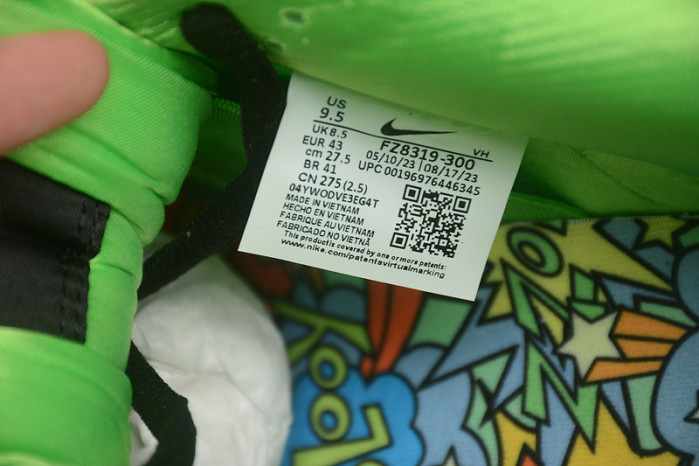 US
9.5
VH
UK 8.5
FZ8319-300
EUR 43
05/10/23 | 08/17/23
cm 27.5
UPC 00196976446345
BR 41
CN 275 (2.5)
04YWODVE3EG4T
MADE IN VIETNAM
HECHO EN VIETNAM
FABRIQUE AU VIETNAM
FABRICADO NO VIETNÃ
This product is covered by one or more patents:
www.nike.com/patentsvirtualmarking